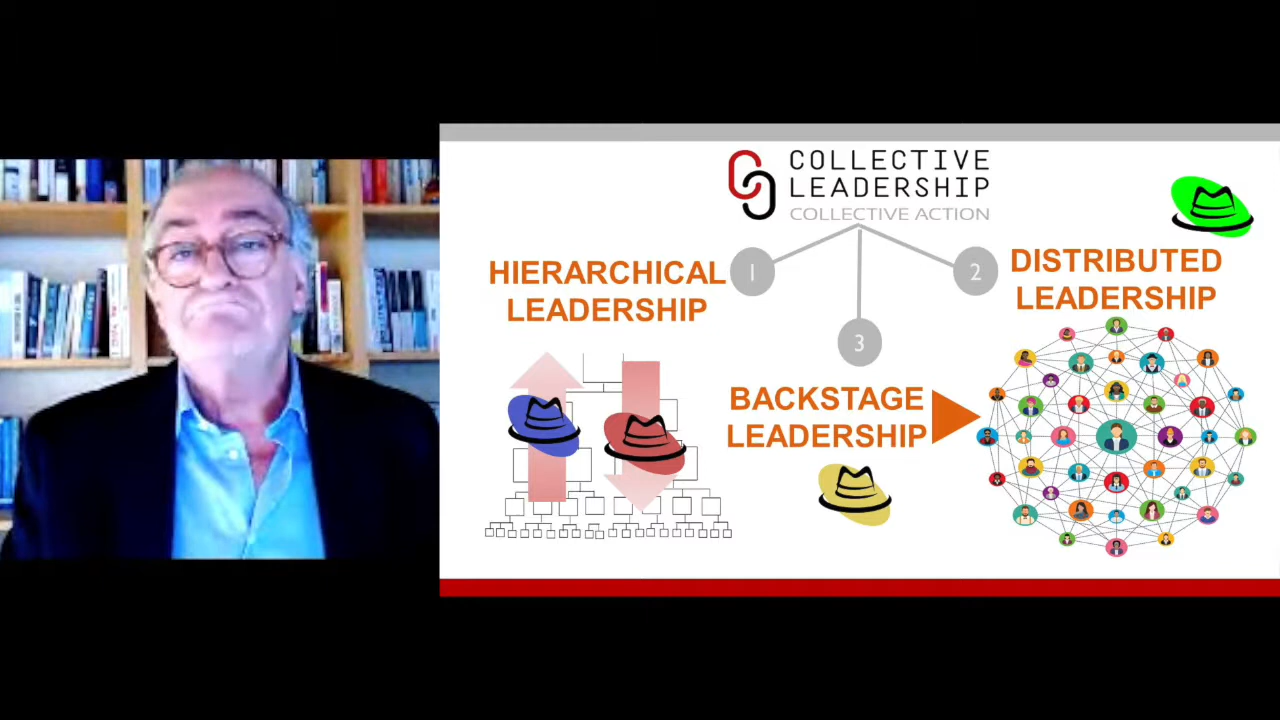 COLLECTIVE
LEADERSHIP
COLLECTIVE ACTION
HIERARCHICAL
LEADERSHIP
1
2
DISTRIBUTED
LEADERSHIP
3
BACKSTAGE
LEADERSHIP